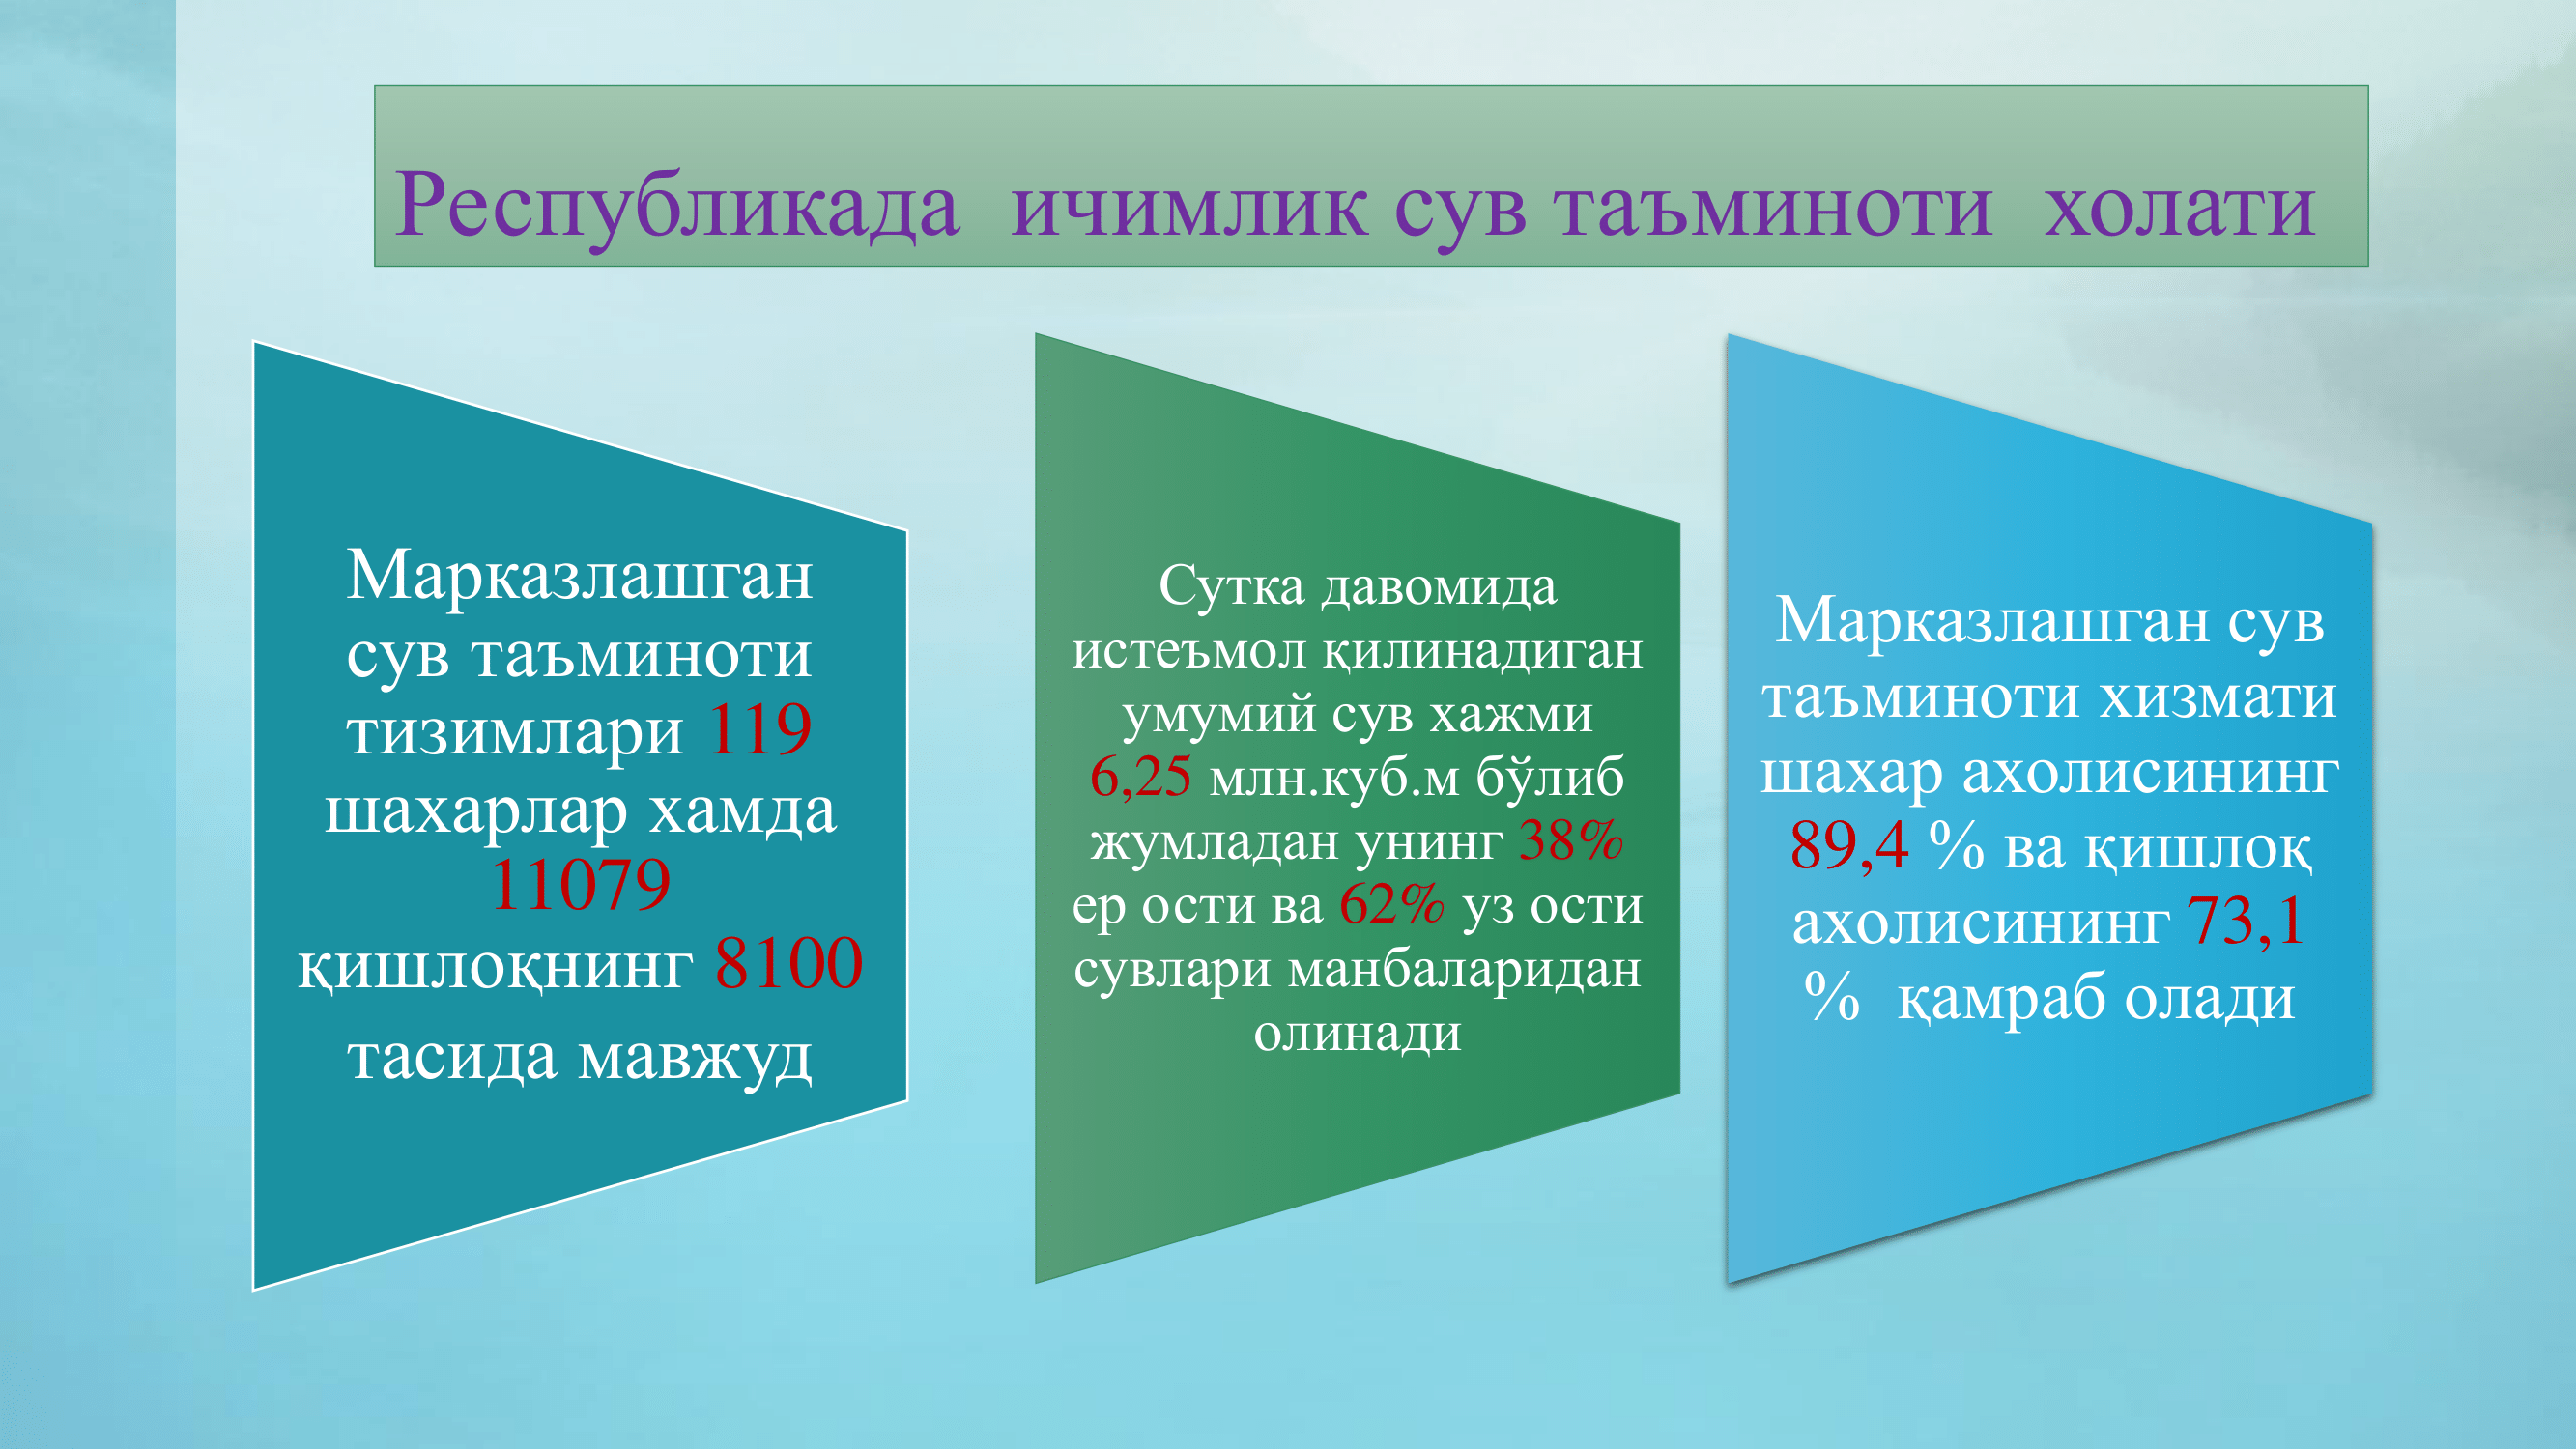 Республикада ичимлик сув таъминоти холати
Марказлашган
сув таъминоти
тизимлари 119
шахарлар хамда
11079
қишлоқнинг 8100
тасида мавжуд
Сутка давомида
истеъмол қилинадиган
умумий сув хажми
6,25 млн.куб.м бўлиб
жумладан унинг 38%
ер ости ва 62% уз ости
сувлари манбаларидан
олинади
Марказлашган сув
таъминоти хизмати
шахар ахолисининг
89,4 % ва қишлоқ
ахолисининг 73,1
% қамраб олади